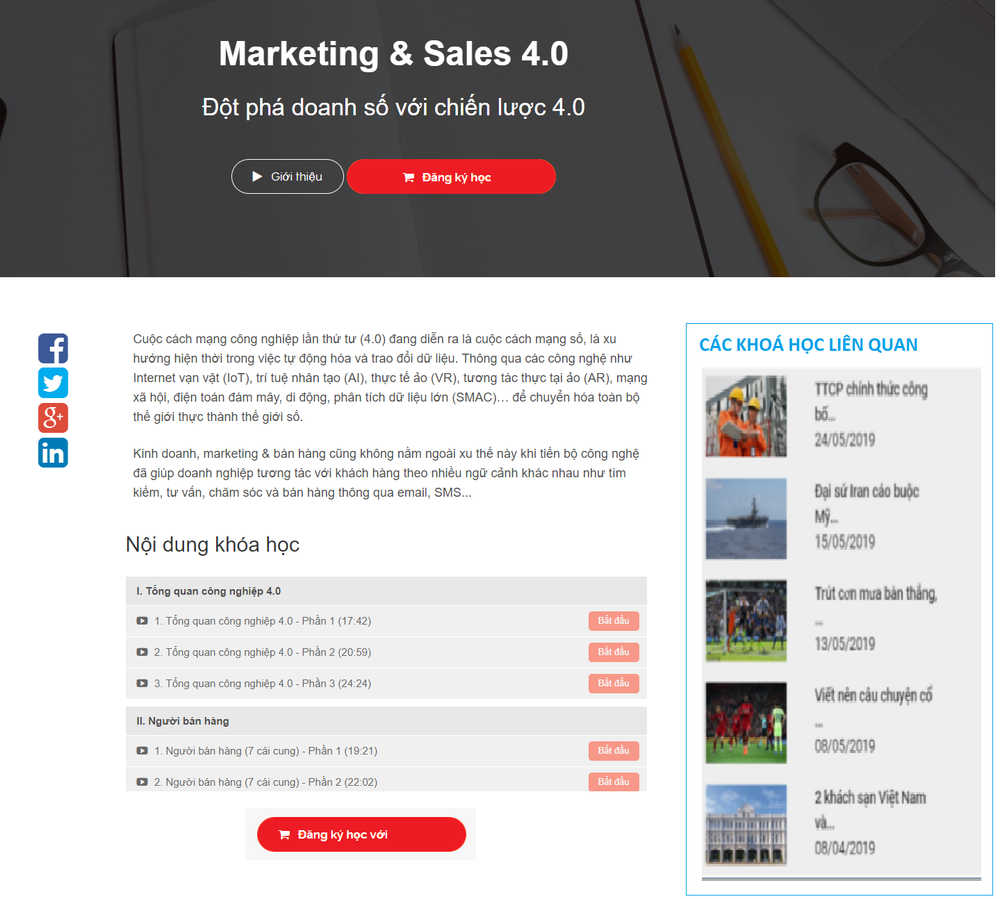 Marketing & Sales 4.0
Đột phá doanh số với chiến lược 4.0
Giới thiệu
Đăng ký học
Cuộc cách mạng công nghiệp lần thứ tư (4.0) đang diễn ra là cuộc cách mạng số, là xu
hướng hiện thời trong việc tự động hóa và trao đổi dữ liệu. Thông qua các công nghệ như
Internet vạn vật (IoT), trí tuệ nhân tạo (AI), thực tế ảo (VR), tương tác thực tại ảo (AR), mạng
xã hội, điện toán đám mây, di động, phân tích dữ liệu lớn (SMAC)... để chuyển hóa toàn bộ
thế giới thực thành thế giới số.
Kinh doanh, marketing & bán hàng cũng không nằm ngoài xu thế này khi tiến bộ công nghệ
đã giúp doanh nghiệp tương tác với khách hàng theo nhiều ngữ cảnh khác nhau như tìm
kiếm, tư vấn, chăm sóc và bán hàng thông qua email, SMS...
Nội dung khóa học
I. Tổng quan công nghiệp 4.0
1. Tổng quan công nghiệp 4.0 - Phần 1 (17:42)
Bắt đầu
2. Tổng quan công nghiệp 4.0 - Phần 2 (20:59)
Bắt đầu
3. Tổng quan công nghiệp 4.0 - Phần 3 (24:24)
Bắt đầu
II. Người bán hàng
1. Người bán hàng (7 cái cung) - Phần 1 (19:21)
Bắt đầu
2. Người bán hàng (7 cái cung) - Phần 2 (22:02)
Bắt đầu
Đăng ký học với
CÁC KHOÁ HỌC LIÊN QUAN
TTCP chính thức công
bố...
24/05/2019
Đại sứ Iran cáo buộc
Mỹ...
15/05/2019
Trút cơn mưa bàn thắng,
...
13/05/2019
Viết nên câu chuyện cổ
...
08/05/2019
2 khách sạn Việt Nam
và...
08/04/2019